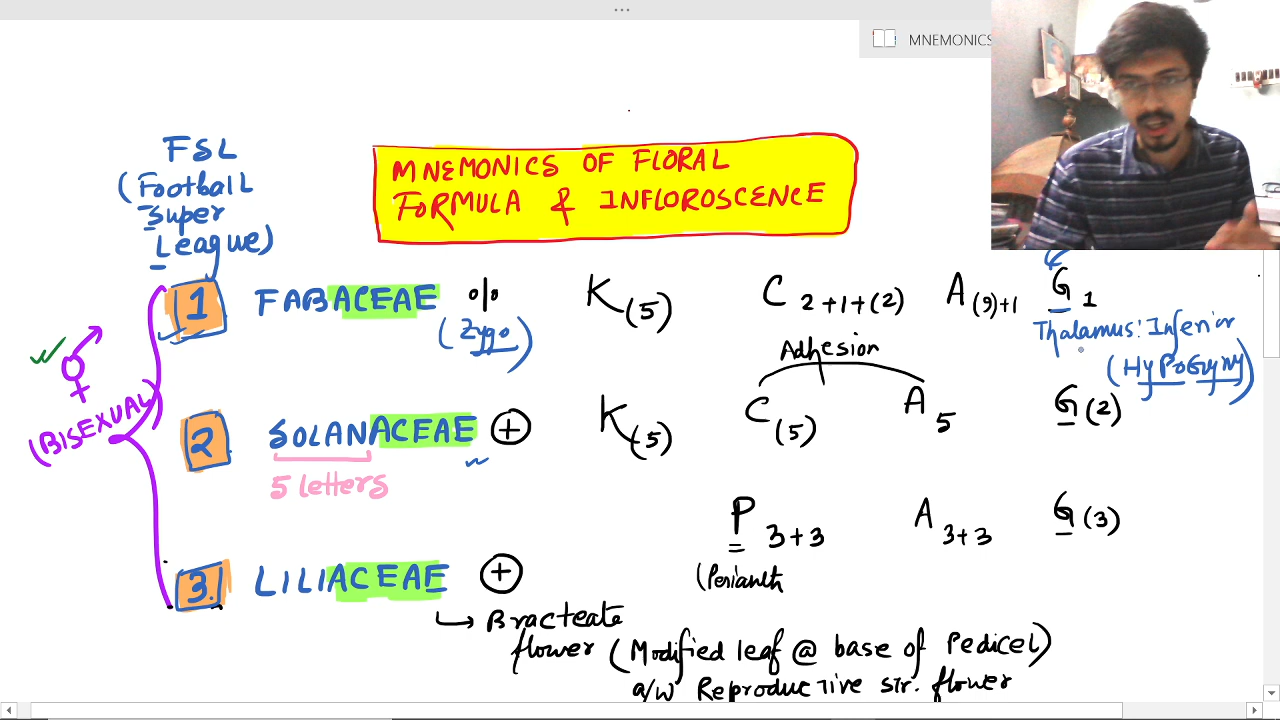 MNEMONICS
FSL
(Football
Super
League)
MNEMONICS OF FLORAL
FORMULA & INFLOROSCENCE
1 FABACEAE % K(5) C 2+1+(2) A(9)+1 G 1
(Zygo)
Thalamus: Inferior
(HYPOGYNY)
Adhesion
(BISEXUAL)
2 SOLANACEAE ⊕ K(5) C(5) A5 G(2)
5 letters
P 3+3 A 3+3 G(3)
(Perianth
3. LILIACEAE ⊕
↳ Bracteate
flower (Modified leaf @ base of Pedicel)
a/w Reproductive str. flower